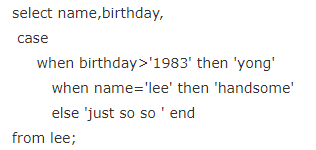 select name,birthday,
case
when birthday>'1983' then 'yong'
when name='lee' then 'handsome'
else 'just so so ' end
from lee;